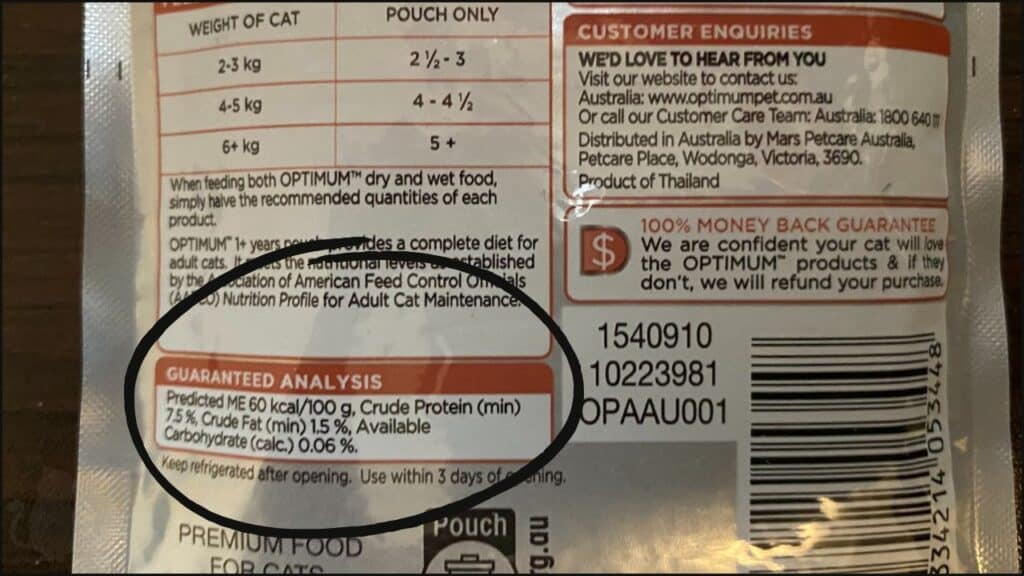 WEIGHT OF CAT
POUCH ONLY
2-3 kg
2 ½- 3
4-5 kg
4 - 4 ½
6+ kg
5 +
When feeding both OPTIMUM™ dry and wet food,
simply halve the recommended quantities of each
product.
OPTIMUM™ 1+ years provides a complete diet for
adult cats. It meets the nutritional levels established
by the Association of American Feed Control Officials
(AAFCO) Nutrition Profile for Adult Cat Maintenance.
GUARANTEED ANALYSIS
Predicted ME 60 kcal/100 g, Crude Protein (min)
7.5 %, Crude Fat (min) 1.5 %, Available
Carbohydrate (calc.) 0.06 %.
Keep refrigerated after opening. Use within 3 days of opening.
PREMIUM FOOD
FOR CATS
Pouch
rg.au
CUSTOMER ENQUIRIES
WE'D LOVE TO HEAR FROM YOU
Visit our website to contact us:
Australia: www.optimumpet.com.au
Or call our Customer Care Team: Australia: 1800 640
Distributed in Australia by Mars Petcare Australia,
Petcare Place, Wodonga, Victoria, 3690.
Product of Thailand
$
100% MONEY BACK GUARANTEE
We are confident your cat will love
the OPTIMUM™ products & if they
don't, we will refund your purchase.
1540910
10223981
OPAAU001
334214 053448